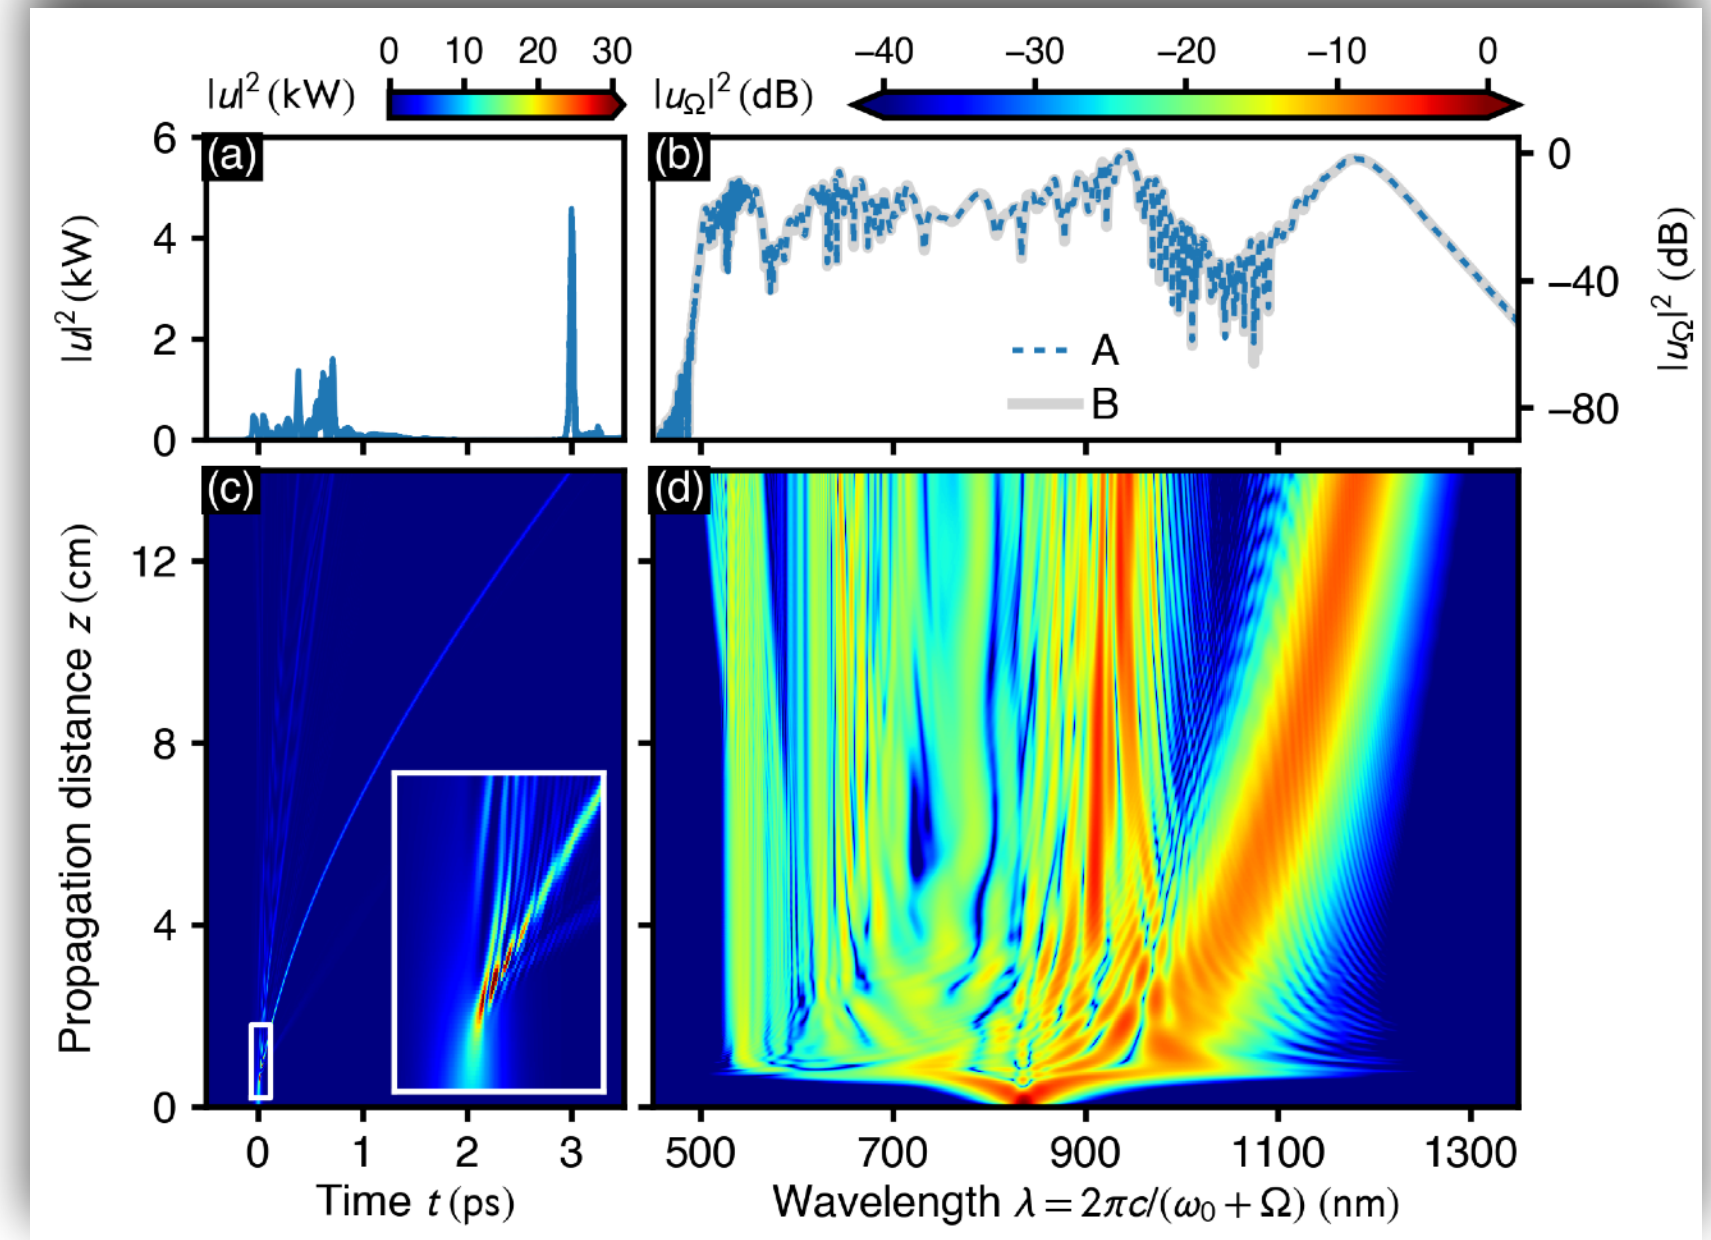 0 10 20 30
|u|² (kW)
−40 −30 −20 −10 0
|u_Ω|² (dB)
(a)
6
4
2
0
|u|² (kW)
(b)
0
−40
−80
|u_Ω|² (dB)
A
B
(c)
12
8
4
0
Propagation distance z (cm)
0 1 2 3
Time t (ps)
(d)
500 700 900 1100 1300
Wavelength λ = 2πc/(ω₀ + Ω) (nm)